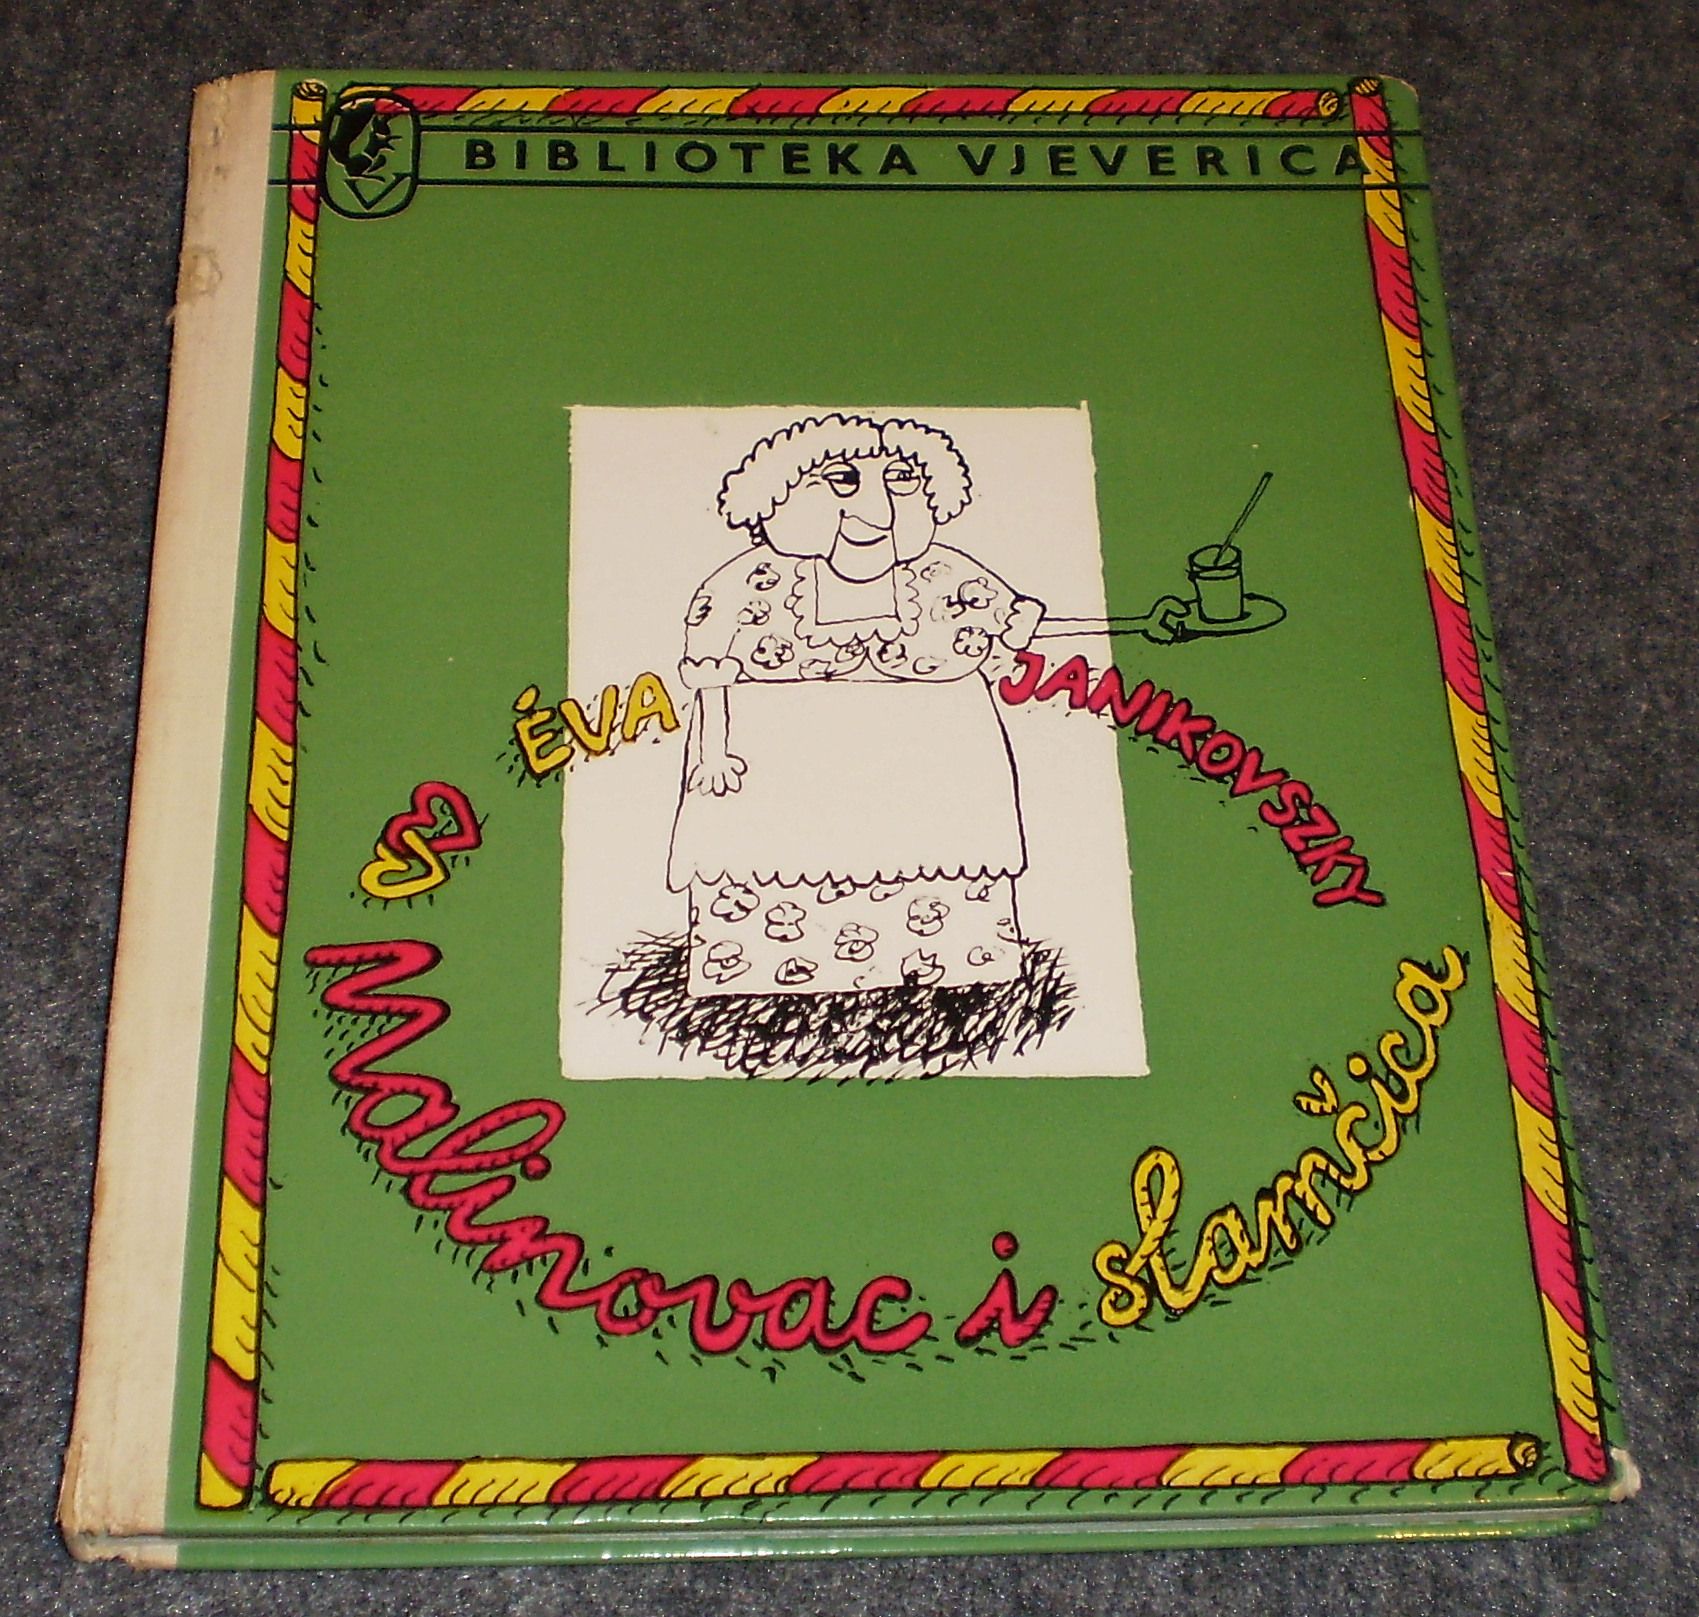 BIBLIOTEKA VJEVERICA
ÉVA JANIKOVSZKY
Malinovac i slamčica